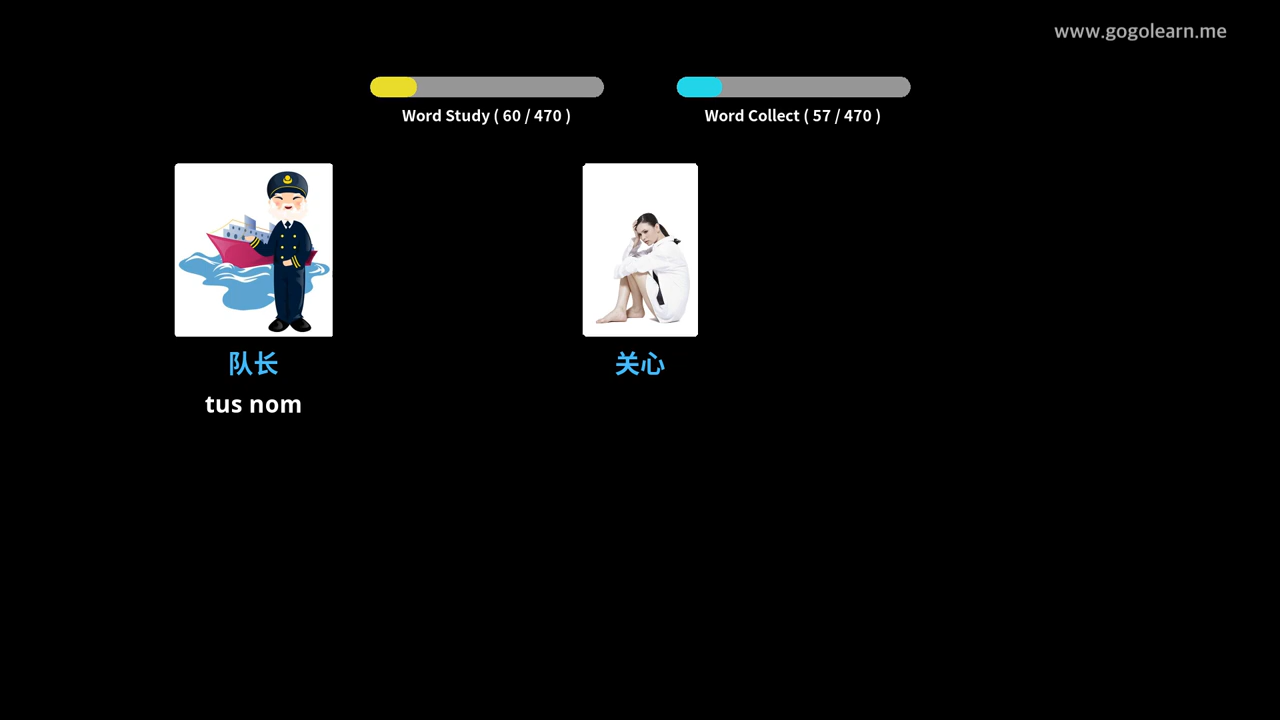 www.gogolearn.me
Word Study ( 60 / 470 )
Word Collect ( 57 / 470 )
队长
关心
tus nom